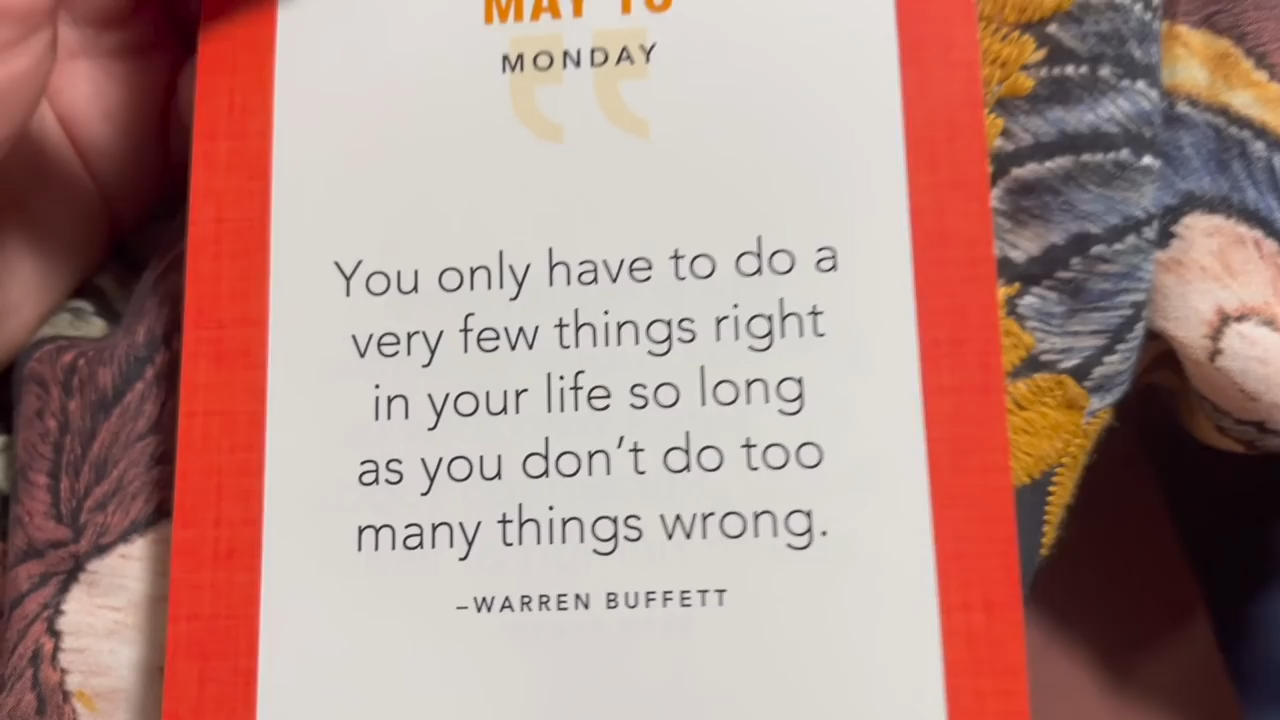 MAY
MONDAY
You only have to do a
very few things right
in your life so long
as you don’t do too
many things wrong.
–WARREN BUFFETT